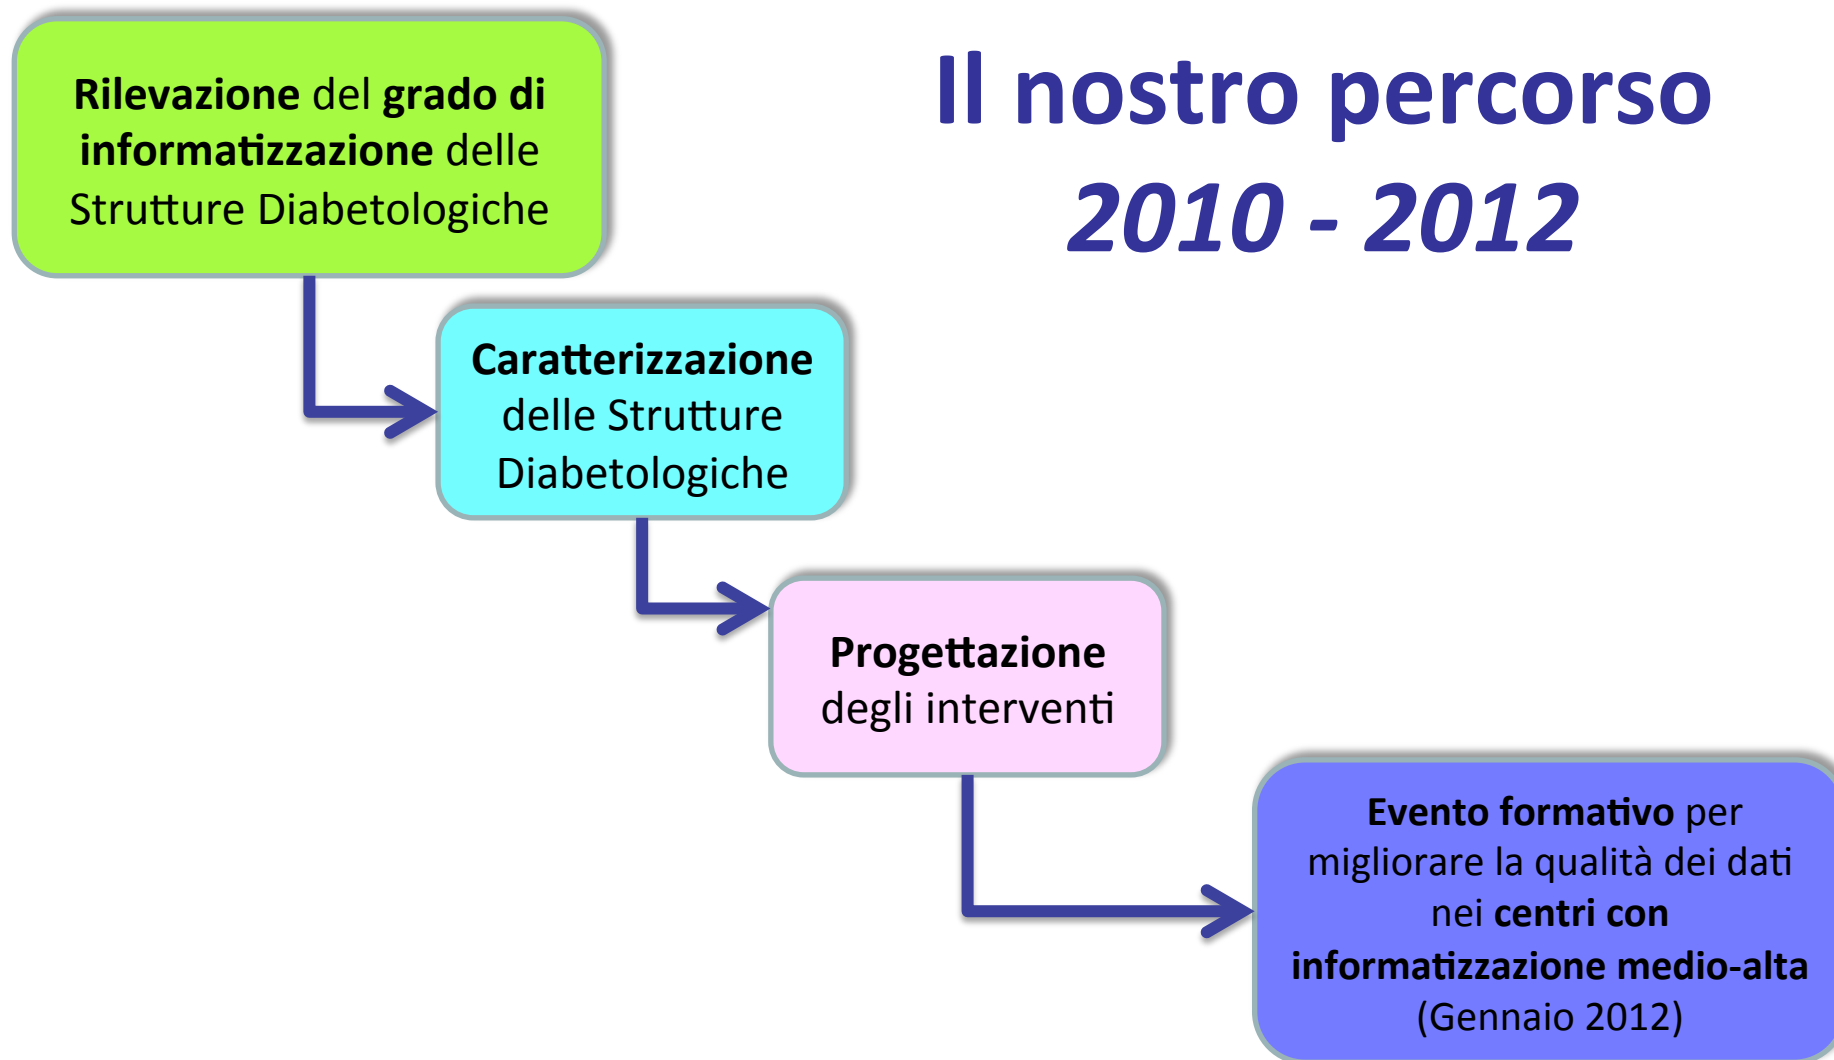 Il nostro percorso
2010 - 2012
Rilevazione del grado di
informatizzazione delle
Strutture Diabetologiche
Caratterizzazione
delle Strutture
Diabetologiche
Progettazione
degli interventi
Evento formativo per
migliorare la qualità dei dati
nei centri con
informatizzazione medio-alta
(Gennaio 2012)